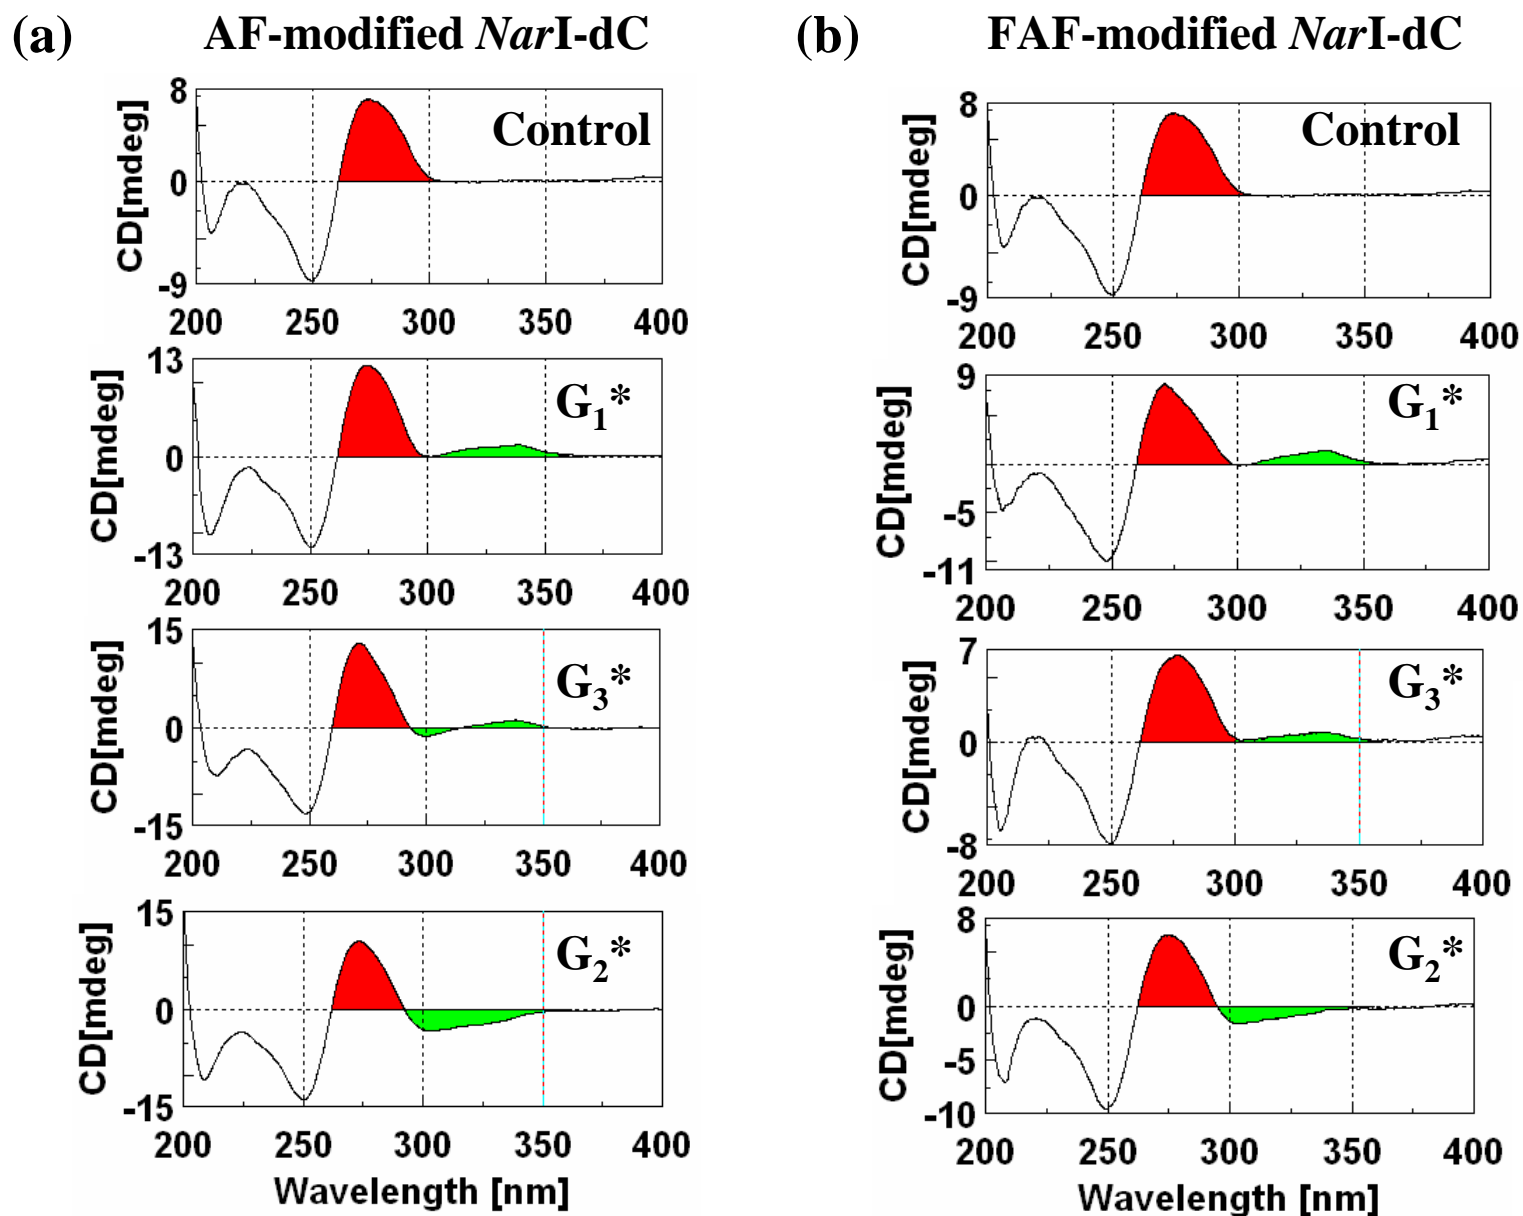 (a) AF-modified NarI-dC
8
Control
CD[mdeg]
0
-9
200 250 300 350 400
13
G1*
CD[mdeg]
0
-13
200 250 300 350 400
15
G3*
CD[mdeg]
0
-15
200 250 300 350 400
15
G2*
CD[mdeg]
0
-15
200 250 300 350 400
Wavelength [nm]
(b) FAF-modified NarI-dC
8
Control
CD[mdeg]
0
-9
200 250 300 350 400
9
G1*
CD[mdeg]
-5
-11
200 250 300 350 400
7
G3*
CD[mdeg]
0
-8
200 250 300 350 400
8
G2*
CD[mdeg]
0
-5
-10
200 250 300 350 400
Wavelength [nm]